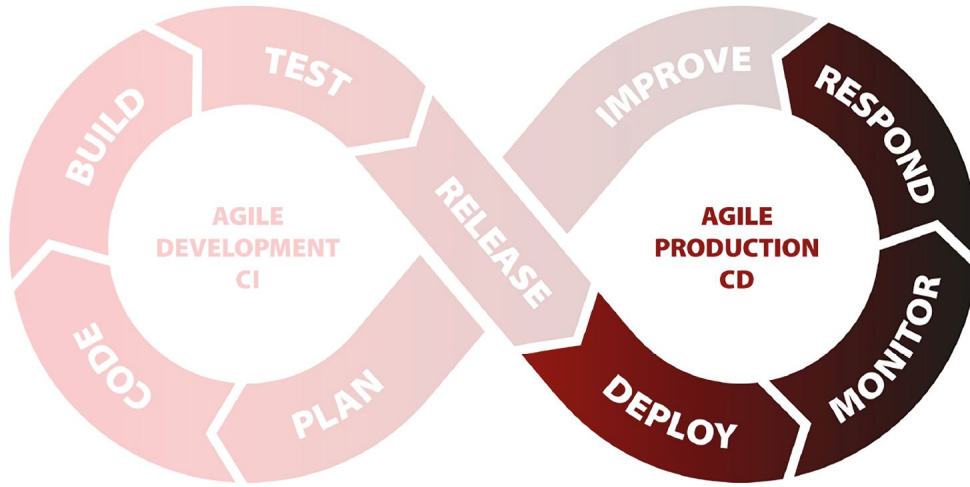 TEST
BUILD
CODE
PLAN
RELEASE
IMPROVE
RESPOND
MONITOR
DEPLOY
AGILE
DEVELOPMENT
CI
AGILE
PRODUCTION
CD